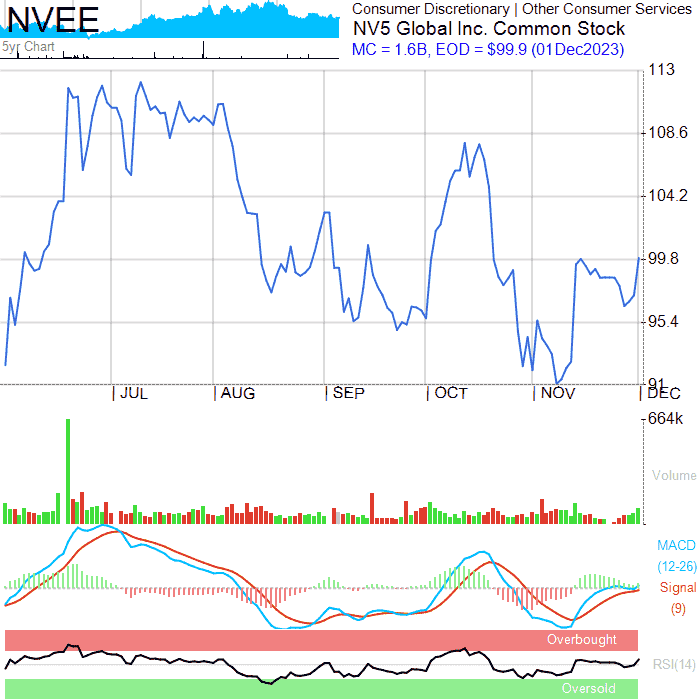 NVEE
5yr Chart
Consumer Discretionary | Other Consumer Services
NV5 Global Inc. Common Stock
MC = 1.6B, EOD = $99.9 (01Dec2023)
113
108.6
104.2
99.8
95.4
91
JUL
AUG
SEP
OCT
NOV
DEC
664k
Volume
MACD
(12-26)
Signal
(9)
Overbought
RSI(14)
Oversold